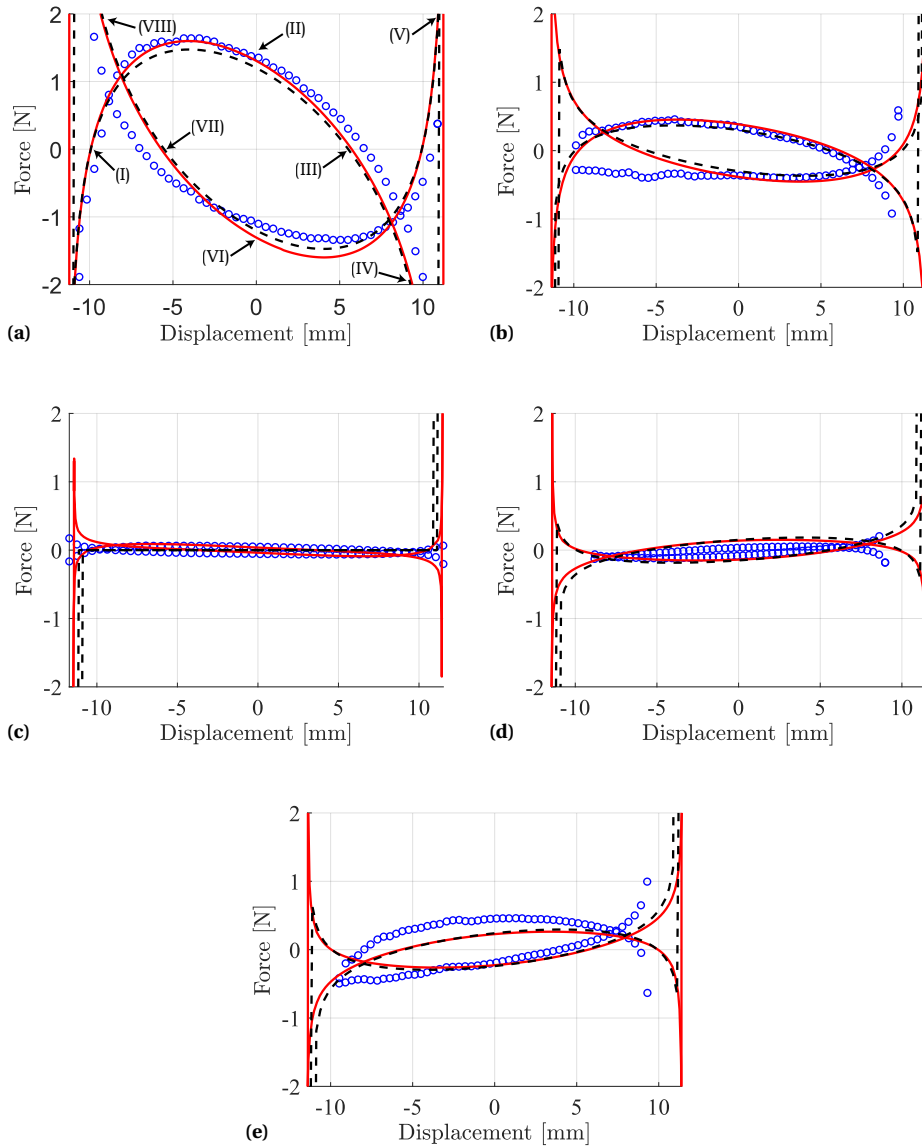 2
1
0
-1
-2
Force [N]
(VIII)
(II)
(V)
(VII)
(I)
(III)
(VI)
(IV)
-10 -5 0 5 10
(a) Displacement [mm]
2
1
0
-1
-2
Force [N]
-10 -5 0 5 10
(b) Displacement [mm]
2
1
0
-1
-2
Force [N]
-10 -5 0 5 10
(c) Displacement [mm]
2
1
0
-1
-2
Force [N]
-10 -5 0 5 10
(d) Displacement [mm]
2
1
0
-1
-2
Force [N]
-10 -5 0 5 10
(e) Displacement [mm]